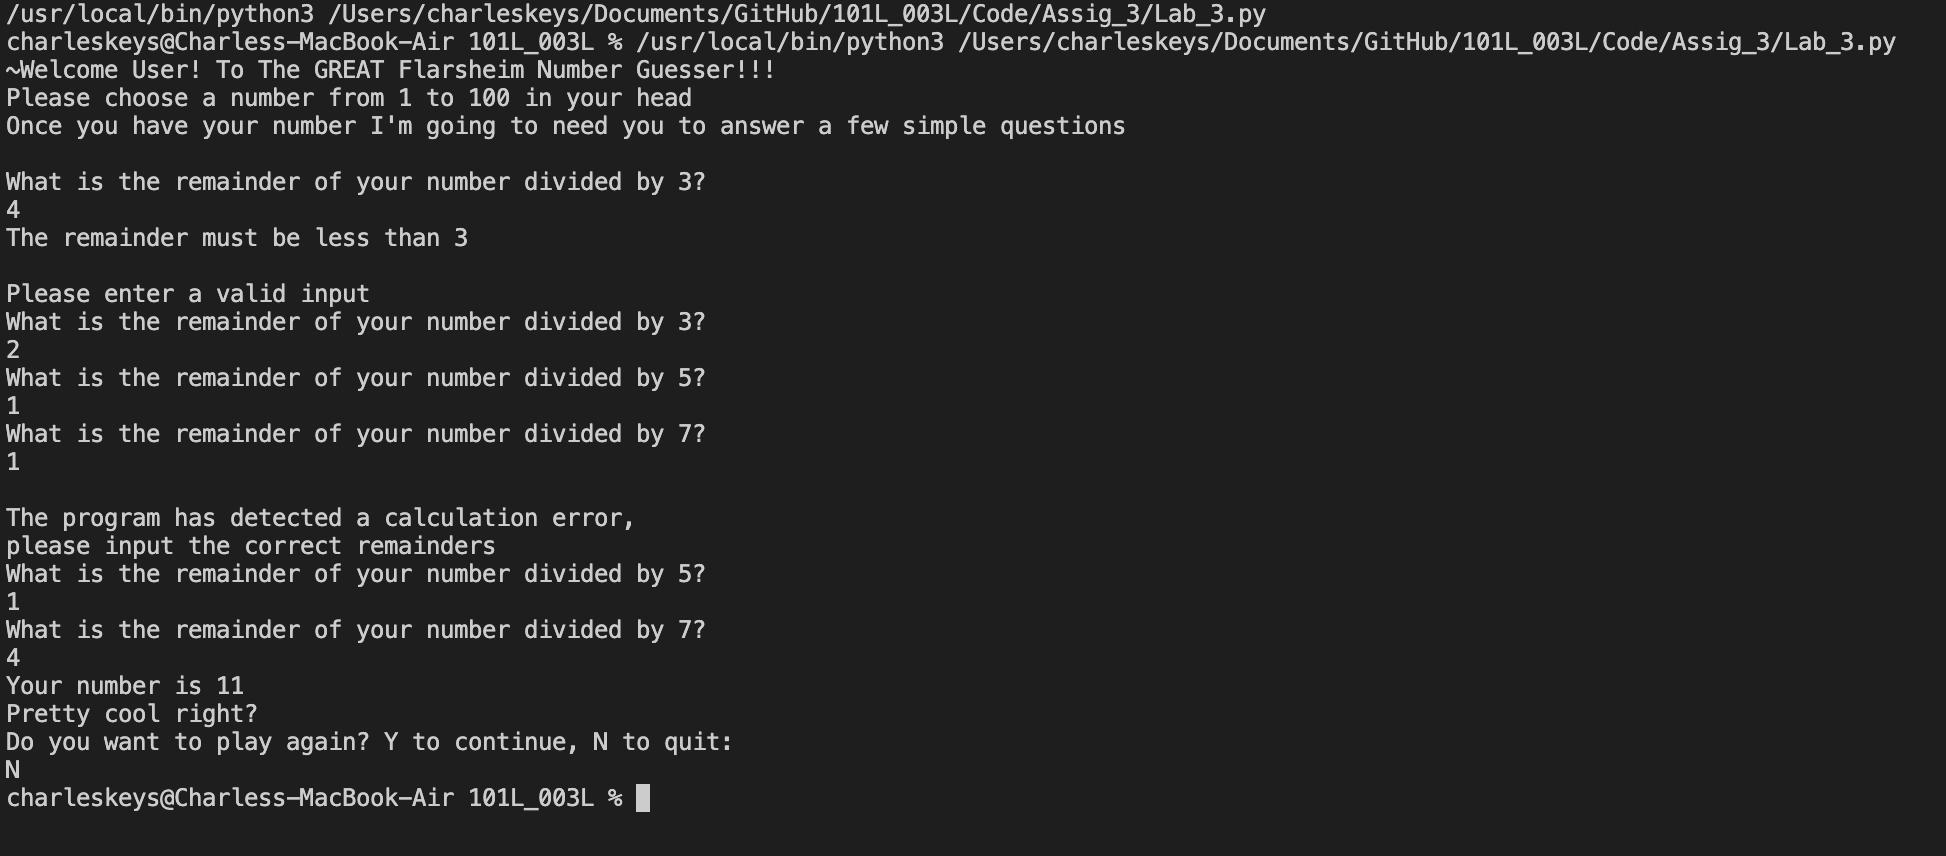 /usr/local/bin/python3 /Users/charleskeys/Documents/GitHub/101L_003L/Code/Assig_3/Lab_3.py
charleskeys@Charless-MacBook-Air 101L_003L % /usr/local/bin/python3 /Users/charleskeys/Documents/GitHub/101L_003L/Code/Assig_3/Lab_3.py
~Welcome User! To The GREAT Flarsheim Number Guesser!!!
Please choose a number from 1 to 100 in your head
Once you have your number I'm going to need you to answer a few simple questions
What is the remainder of your number divided by 3?
4
The remainder must be less than 3
Please enter a valid input
What is the remainder of your number divided by 3?
2
What is the remainder of your number divided by 5?
1
What is the remainder of your number divided by 7?
1
The program has detected a calculation error,
please input the correct remainders
What is the remainder of your number divided by 5?
1
What is the remainder of your number divided by 7?
4
Your number is 11
Pretty cool right?
Do you want to play again? Y to continue, N to quit:
N
charleskeys@Charless-MacBook-Air 101L_003L %